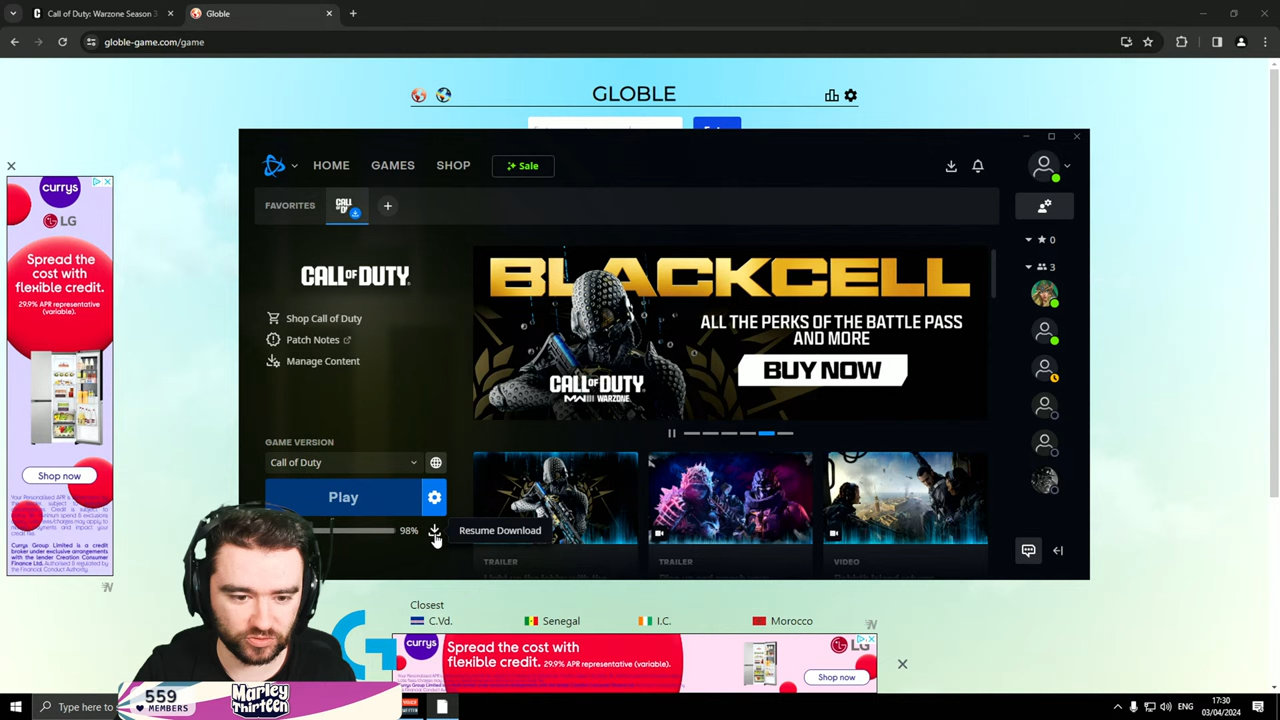 Call of Duty: Warzone Season 3
Globle
globle-game.com/game
GLOBLE
currys
LG
Spread the
cost with
flexible credit.
29.9% APR representative
(variable).
Shop now
HOME
GAMES
SHOP
Sale
FAVORITES
CALL OF DUTY
Shop Call of Duty
Patch Notes
Manage Content
BLACKCELL
ALL THE PERKS OF THE BATTLE PASS
AND MORE
BUY NOW
CALL OF DUTY
MW III WARZONE
0
3
GAME VERSION
Call of Duty
Play
98%
Resume Download
TRAILER
TRAILER
VIDEO
Closest
C.Vd.
Senegal
I.C.
Morocco
currys
Spread the cost with
flexible credit. 29.9% APR representative (variable).
LG
Shop now
Type here to
559
MEMBERS
Marley
Thirteen
ENG
17:30
03/04/2024